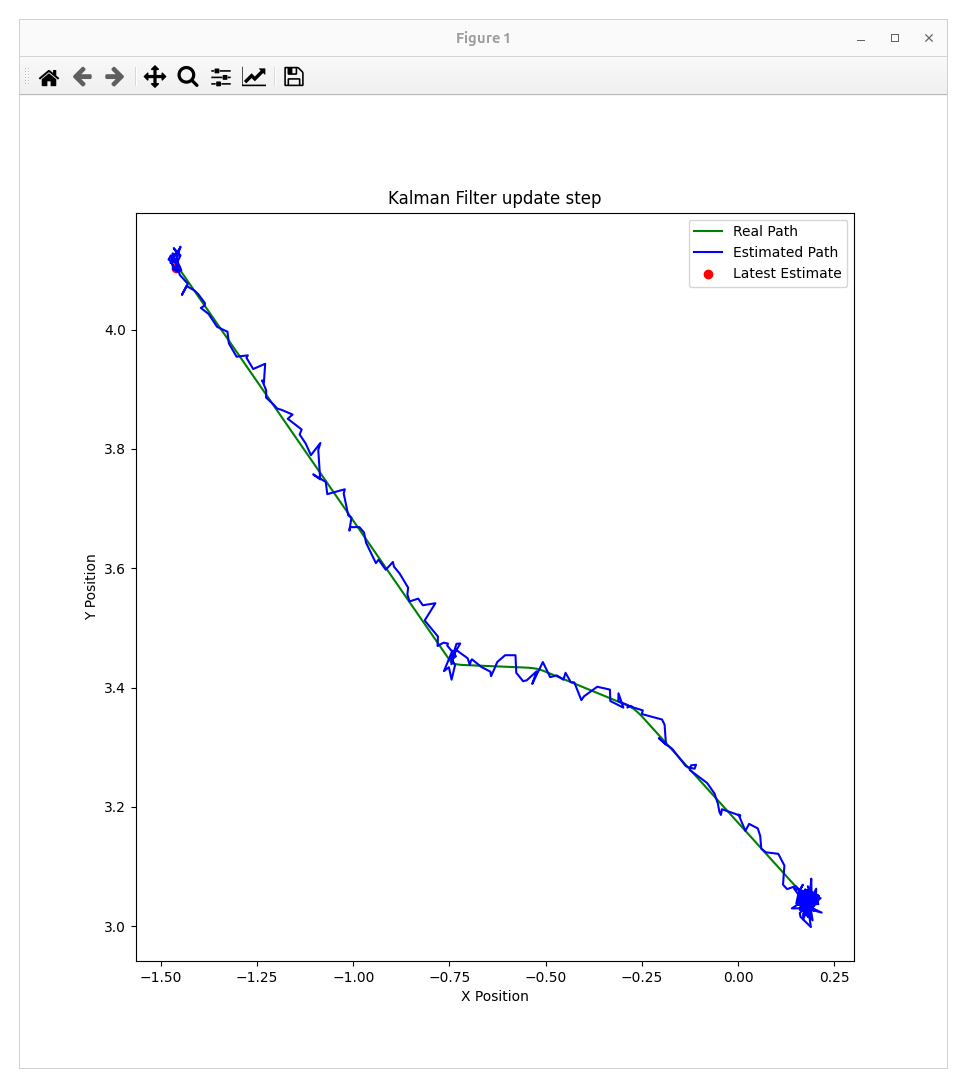 Figure 1
Kalman Filter update step
Real Path
Estimated Path
Latest Estimate
4.0
3.8
3.6
3.4
3.2
3.0
Y Position
−1.50 −1.25 −1.00 −0.75 −0.50 −0.25 0.00 0.25
X Position